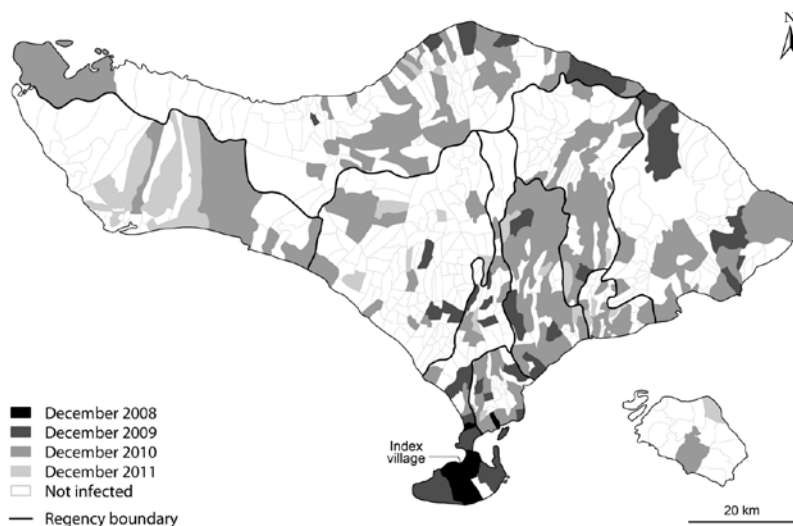 N
December 2008
December 2009
December 2010
December 2011
Not infected
Regency boundary
Index
village
20 km